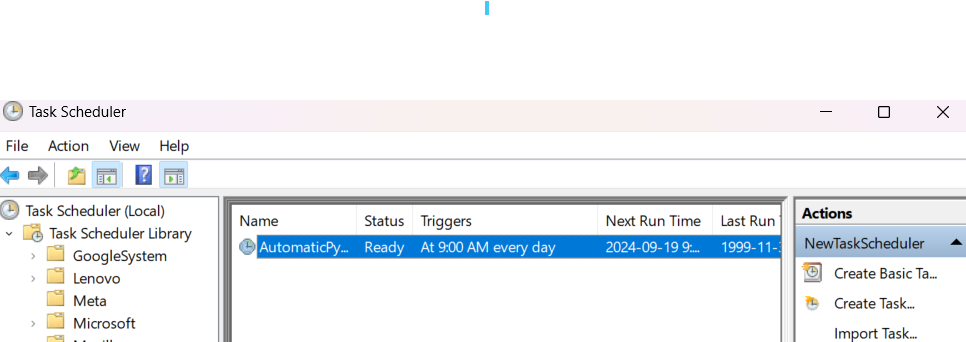 Task Scheduler
File Action View Help
Task Scheduler (Local)
Task Scheduler Library
GoogleSystem
Lenovo
Meta
Microsoft
Name Status Triggers Next Run Time Last Run
AutomaticPy... Ready At 9:00 AM every day 2024-09-19 9:... 1999-11-
Actions
NewTaskScheduler
Create Basic Ta...
Create Task...
Import Task...